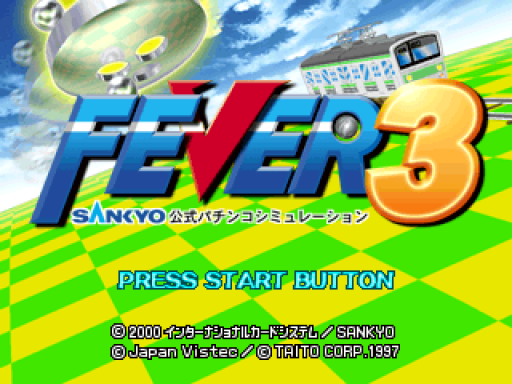 FEVER 3
SANKYO 公式パチンコシミュレーション
PRESS START BUTTON
© 2000 インターナショナルカードシステム / SANKYO
© Japan Vistec / © TAITO CORP. 1997